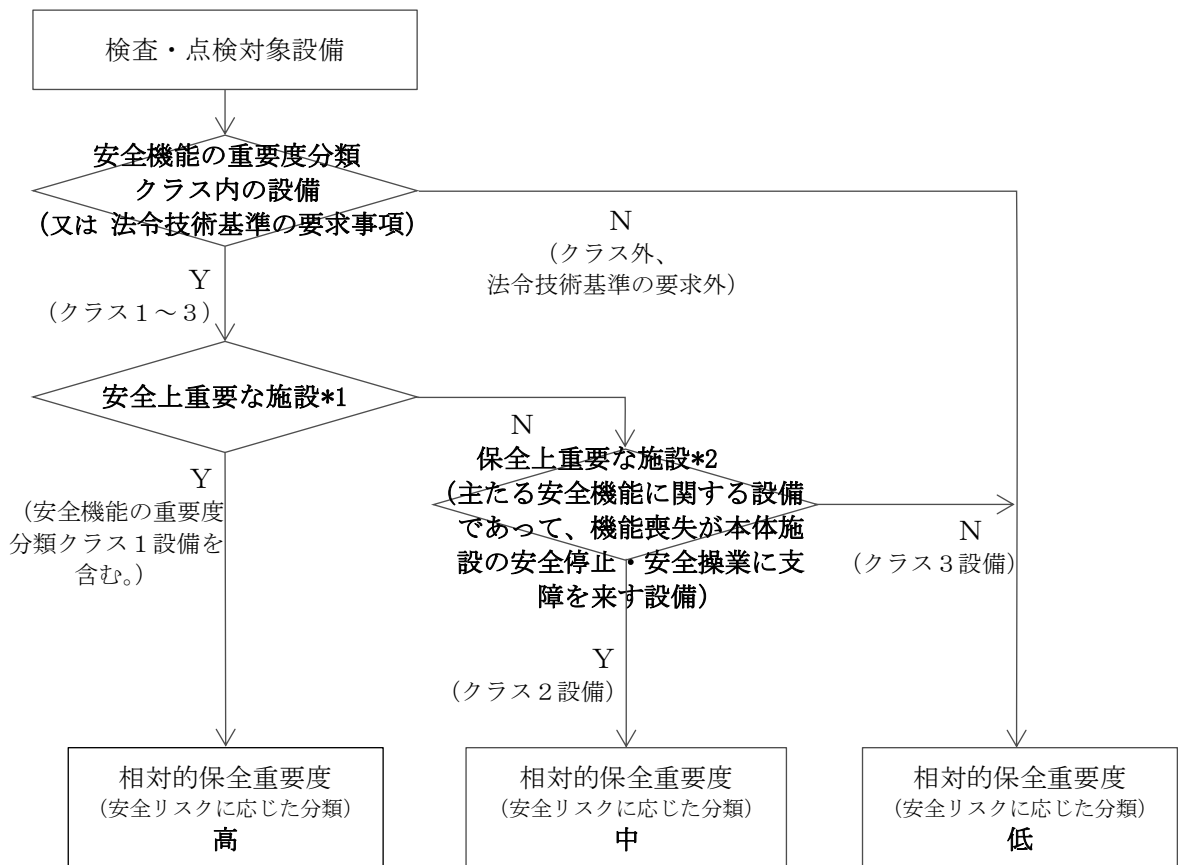 検査・点検対象設備
安全機能の重要度分類
クラス内の設備
(又は 法令技術基準の要求事項)
N
(クラス外、
法令技術基準の要求外)
Y
(クラス1~3)
安全上重要な施設*1
N
保全上重要な施設*2
(主たる安全機能に関する設備
であって、機能喪失が本体施
設の安全停止・安全操業に支
障を来す設備)
Y
(安全機能の重要度
分類クラス1設備を
含む。)
N
(クラス3設備)
Y
(クラス2設備)
相対的保全重要度
(安全リスクに応じた分類)
高
相対的保全重要度
(安全リスクに応じた分類)
中
相対的保全重要度
(安全リスクに応じた分類)
低